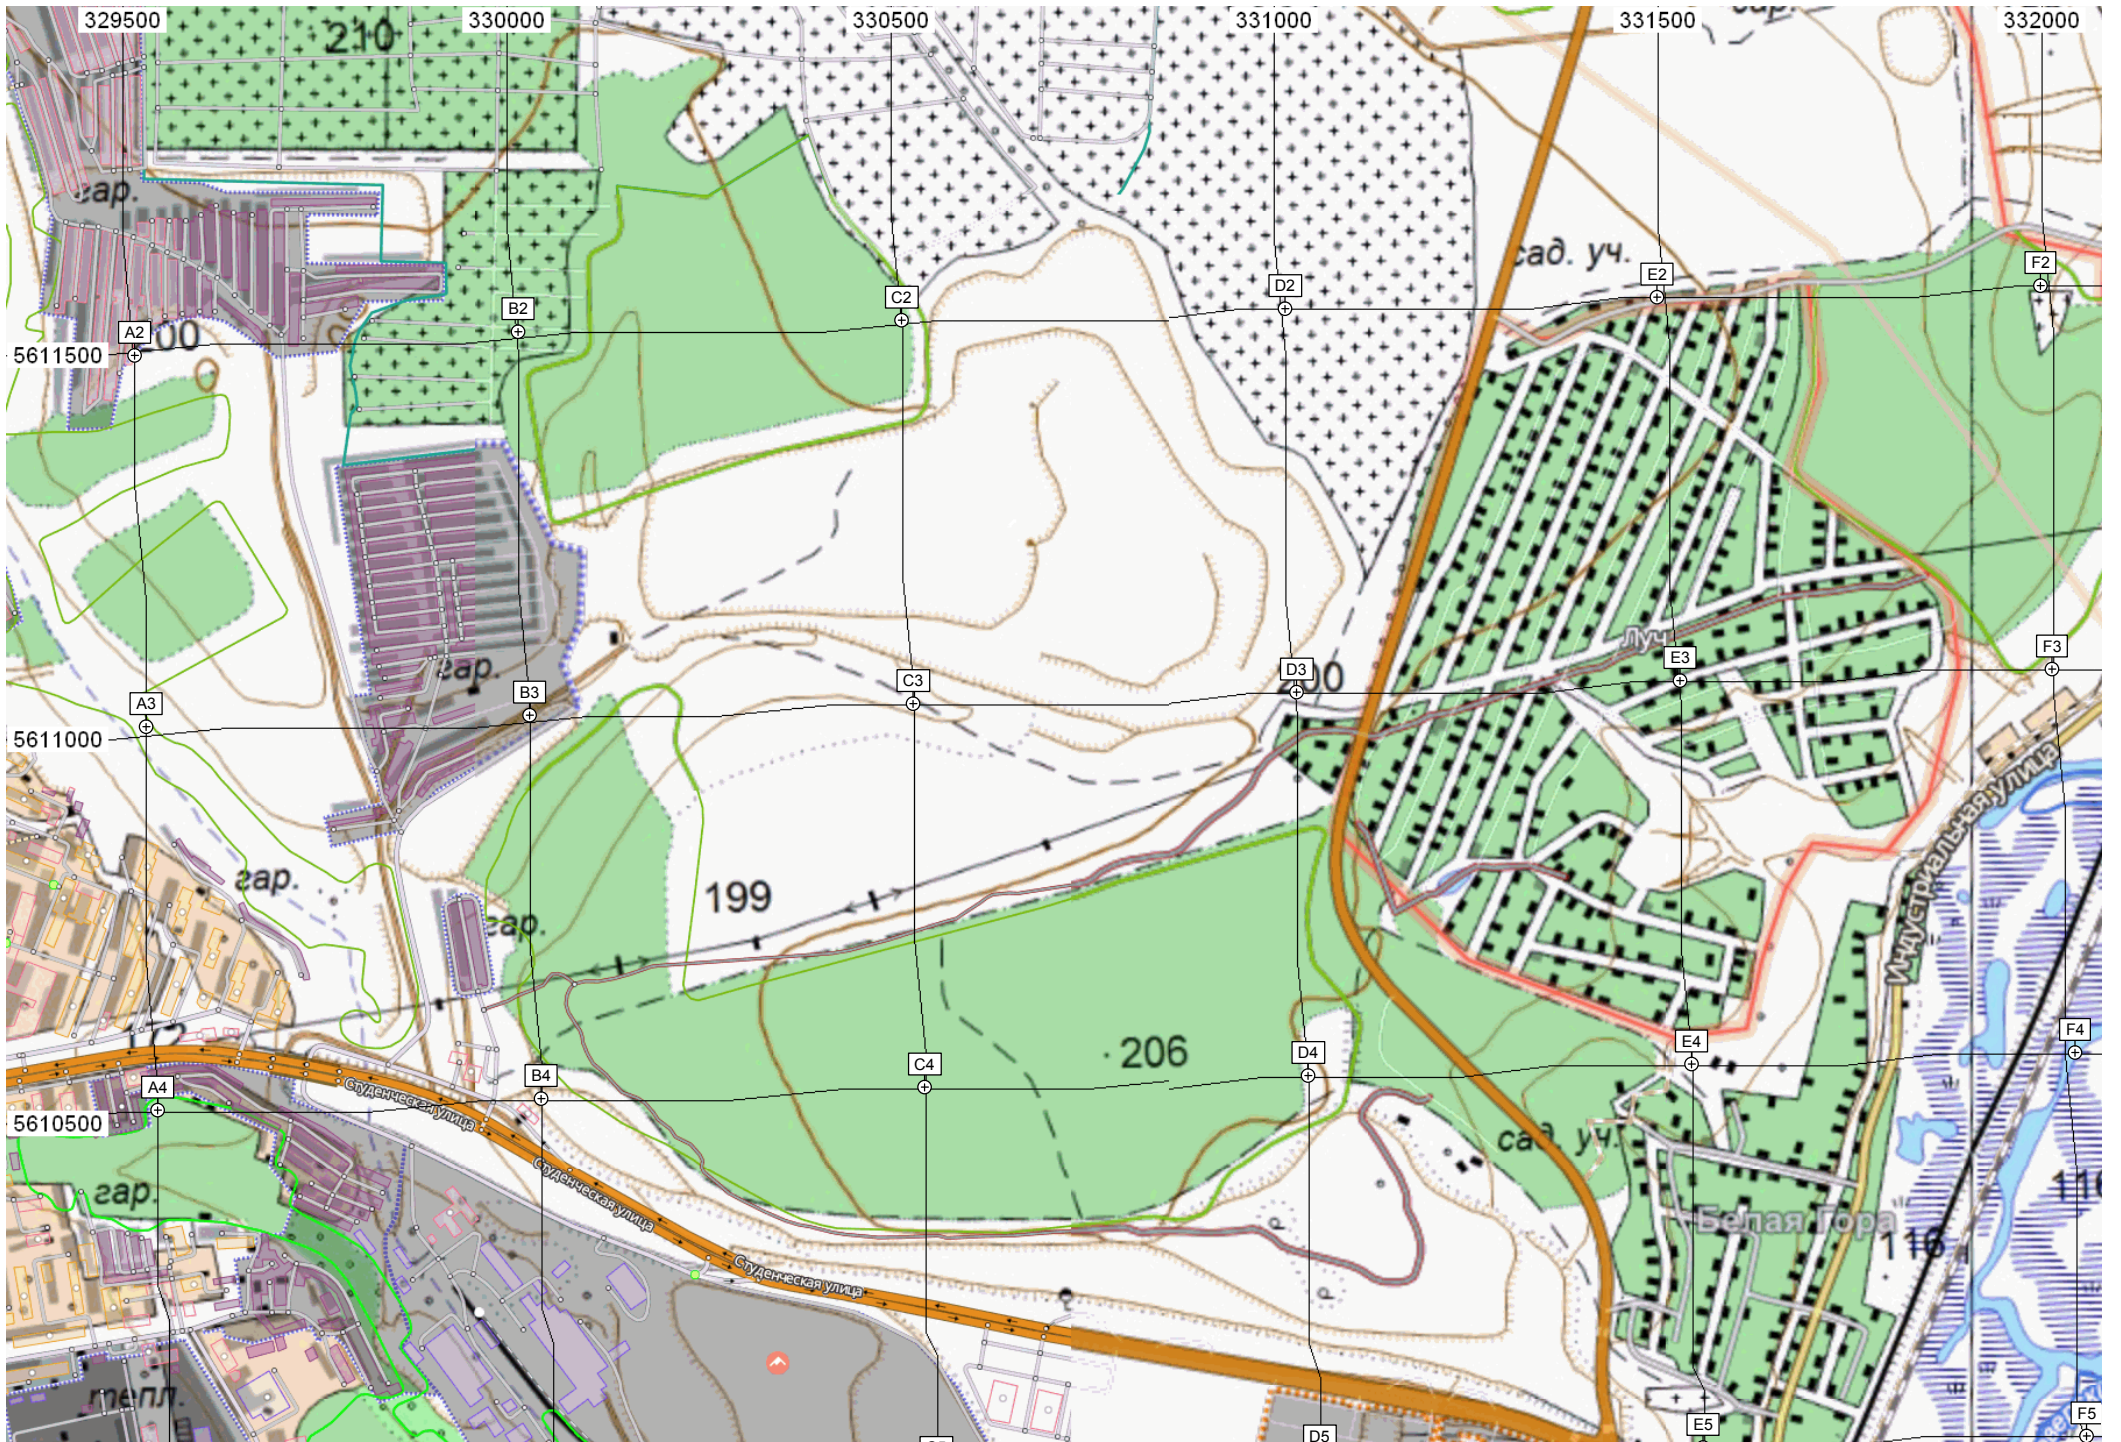 329500 330000 330500 331000 331500 332000
210
гар.
сад. уч.
E2 F2
D2
C2
B2
A2
5611500
Луч
гар.
E3 F3
D3
C3
200
B3
A3
5611000
Индустриальная улица
гар.
199
гар.
F4
E4
D4
206
C4
B4
A4
Студенческая улица
5610500
сад. уч.
Студенческая улица
гар.
Белая Гора
116
Студенческая улица
тепл.
E5 F5
D5